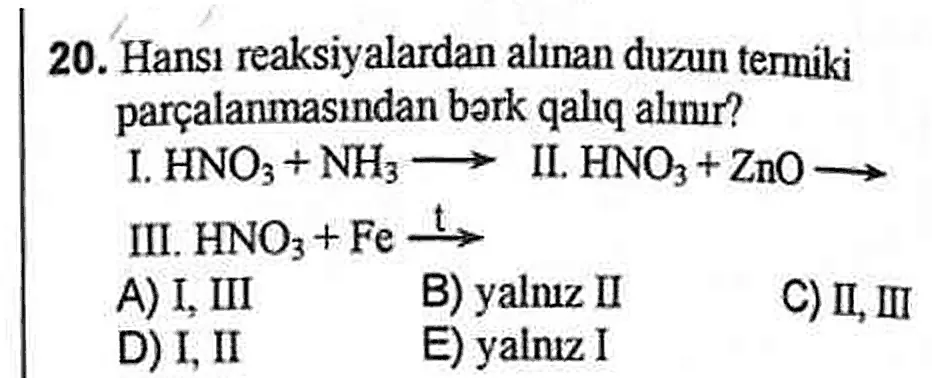 20. Hansı reaksiyalardan alınan duzun termiki
parçalanmasından bərk qalıq alınır?
I. HNO₃ + NH₃ ⟶ II. HNO₃ + ZnO ⟶
III. HNO₃ + Fe —t→
A) I, III B) yalnız II C) II, III
D) I, II E) yalnız I